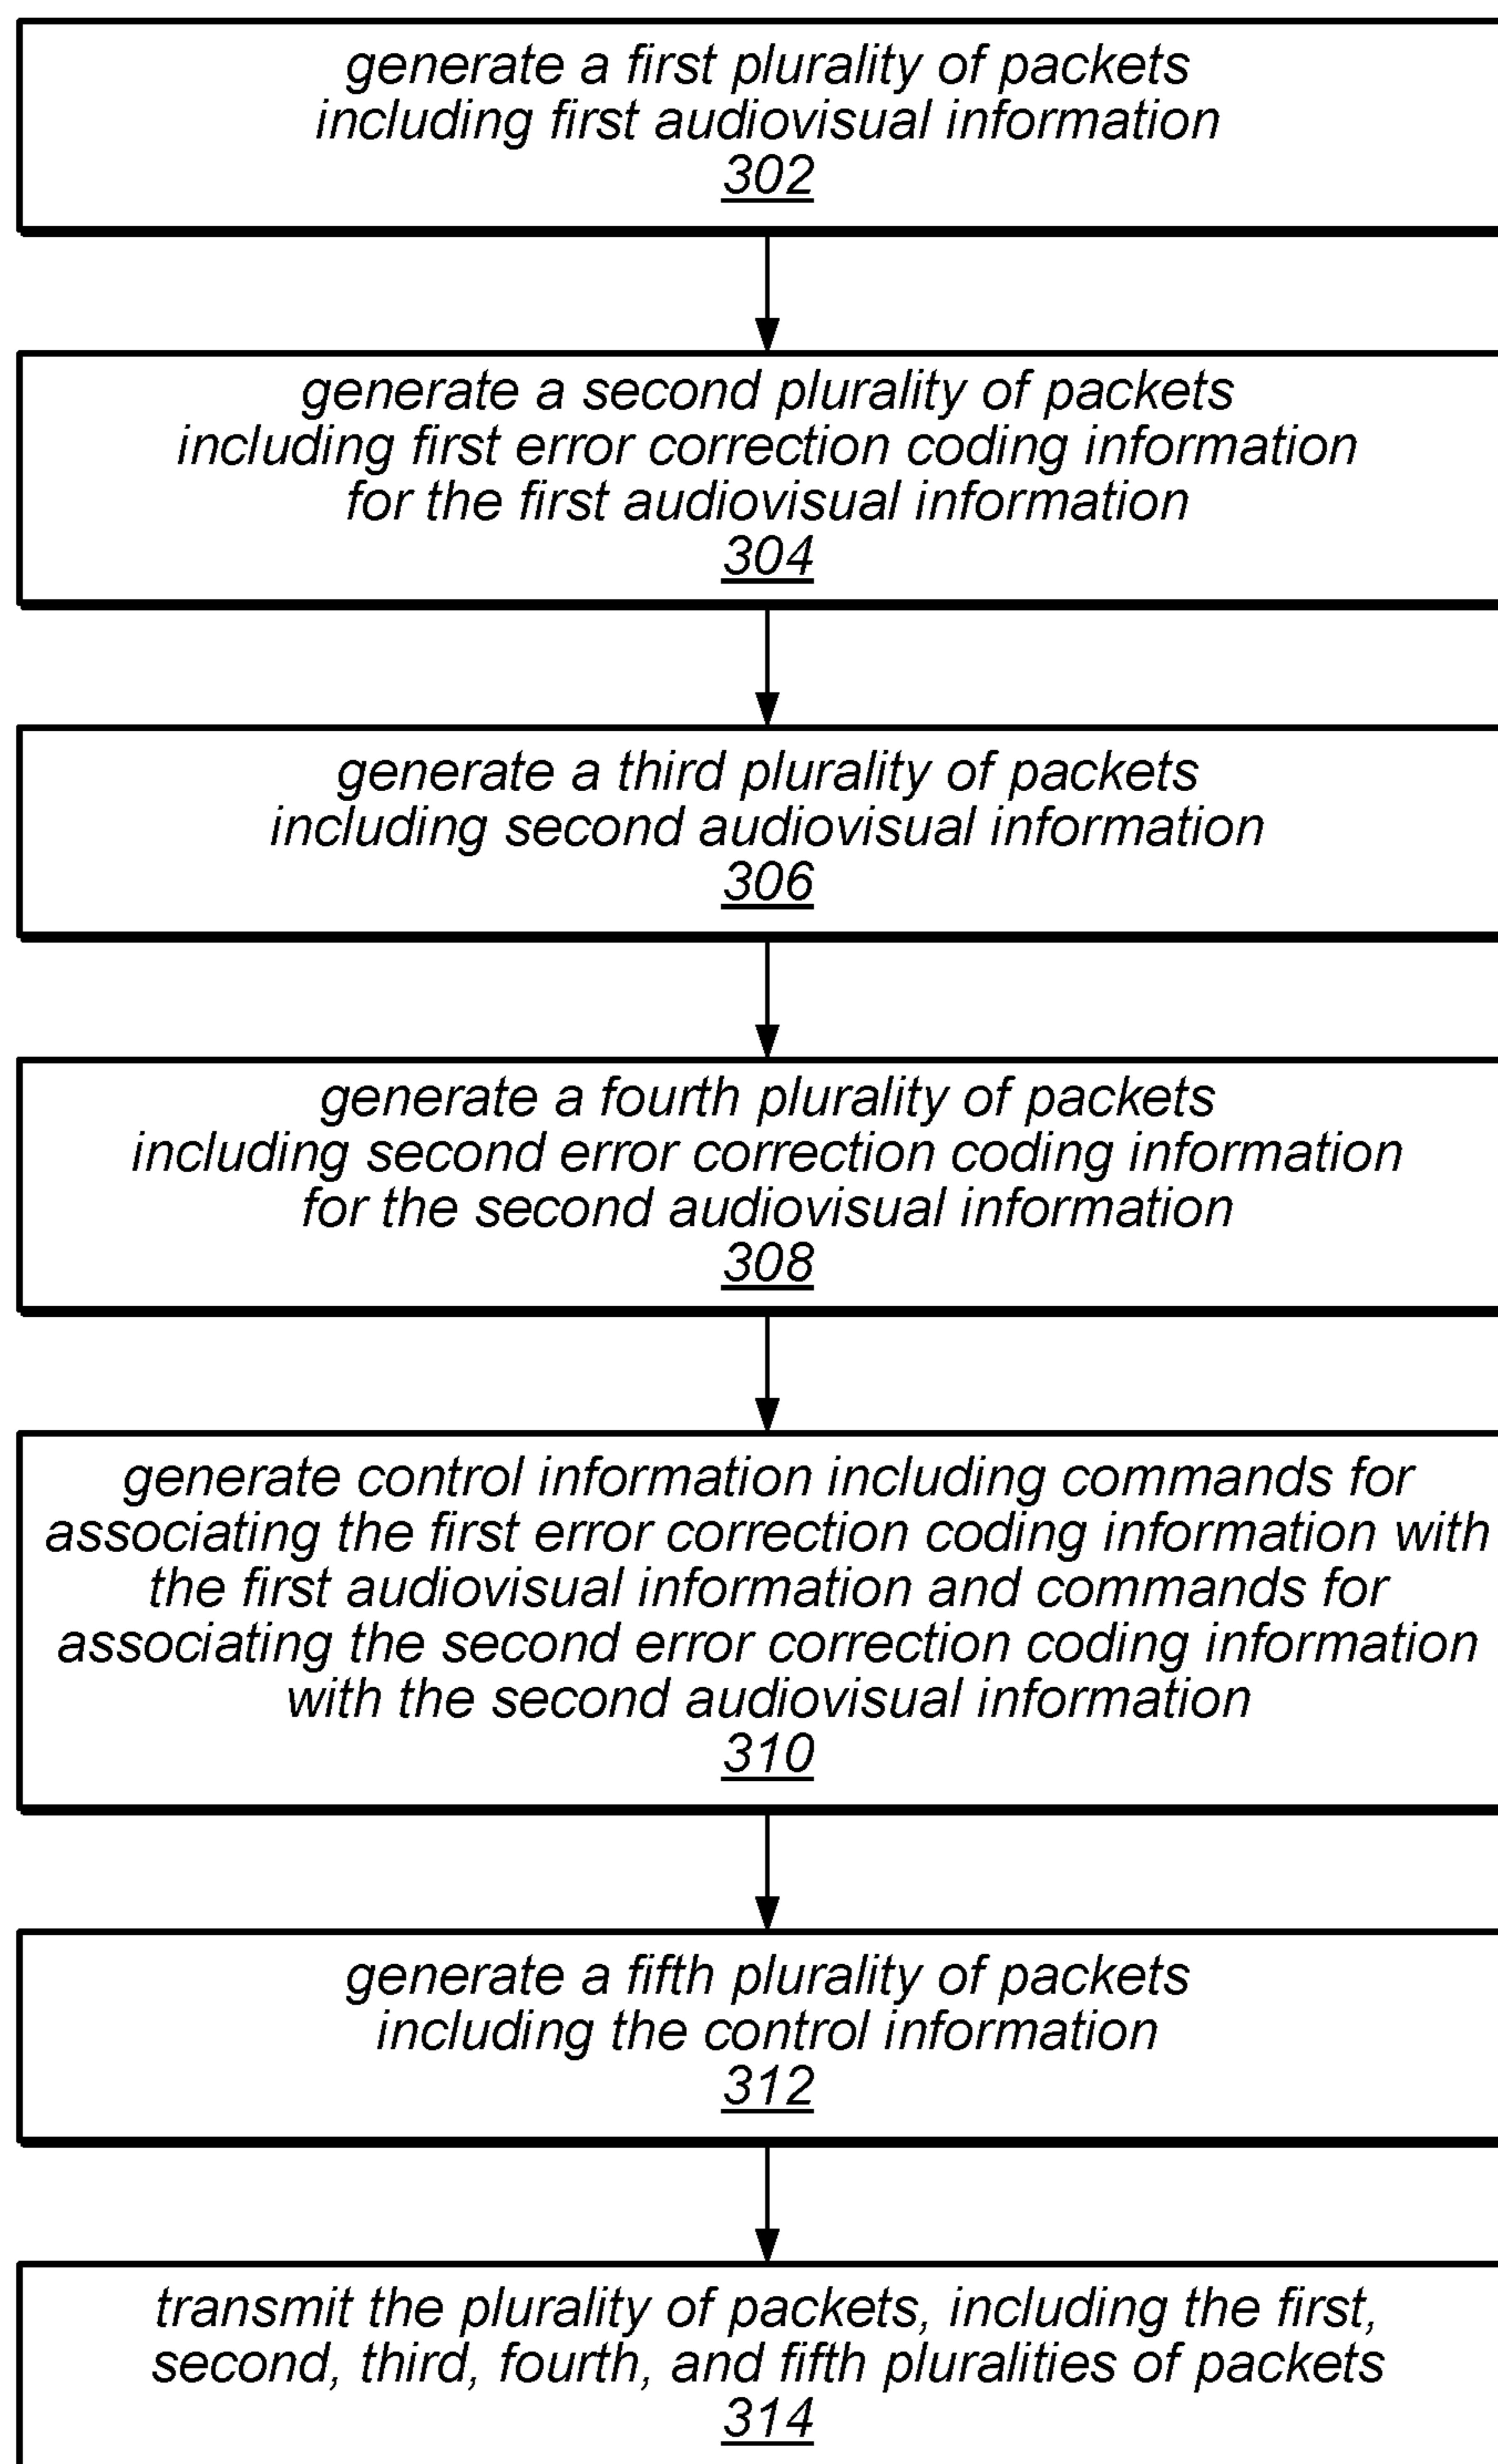 generate a first plurality of packets
including first audiovisual information
302
generate a second plurality of packets
including first error correction coding information
for the first audiovisual information
304
generate a third plurality of packets
including second audiovisual information
306
generate a fourth plurality of packets
including second error correction coding information
for the second audiovisual information
308
generate control information including commands for
associating the first error correction coding information with
the first audiovisual information and commands for
associating the second error correction coding information
with the second audiovisual information
310
generate a fifth plurality of packets
including the control information
312
transmit the plurality of packets, including the first,
second, third, fourth, and fifth pluralities of packets
314